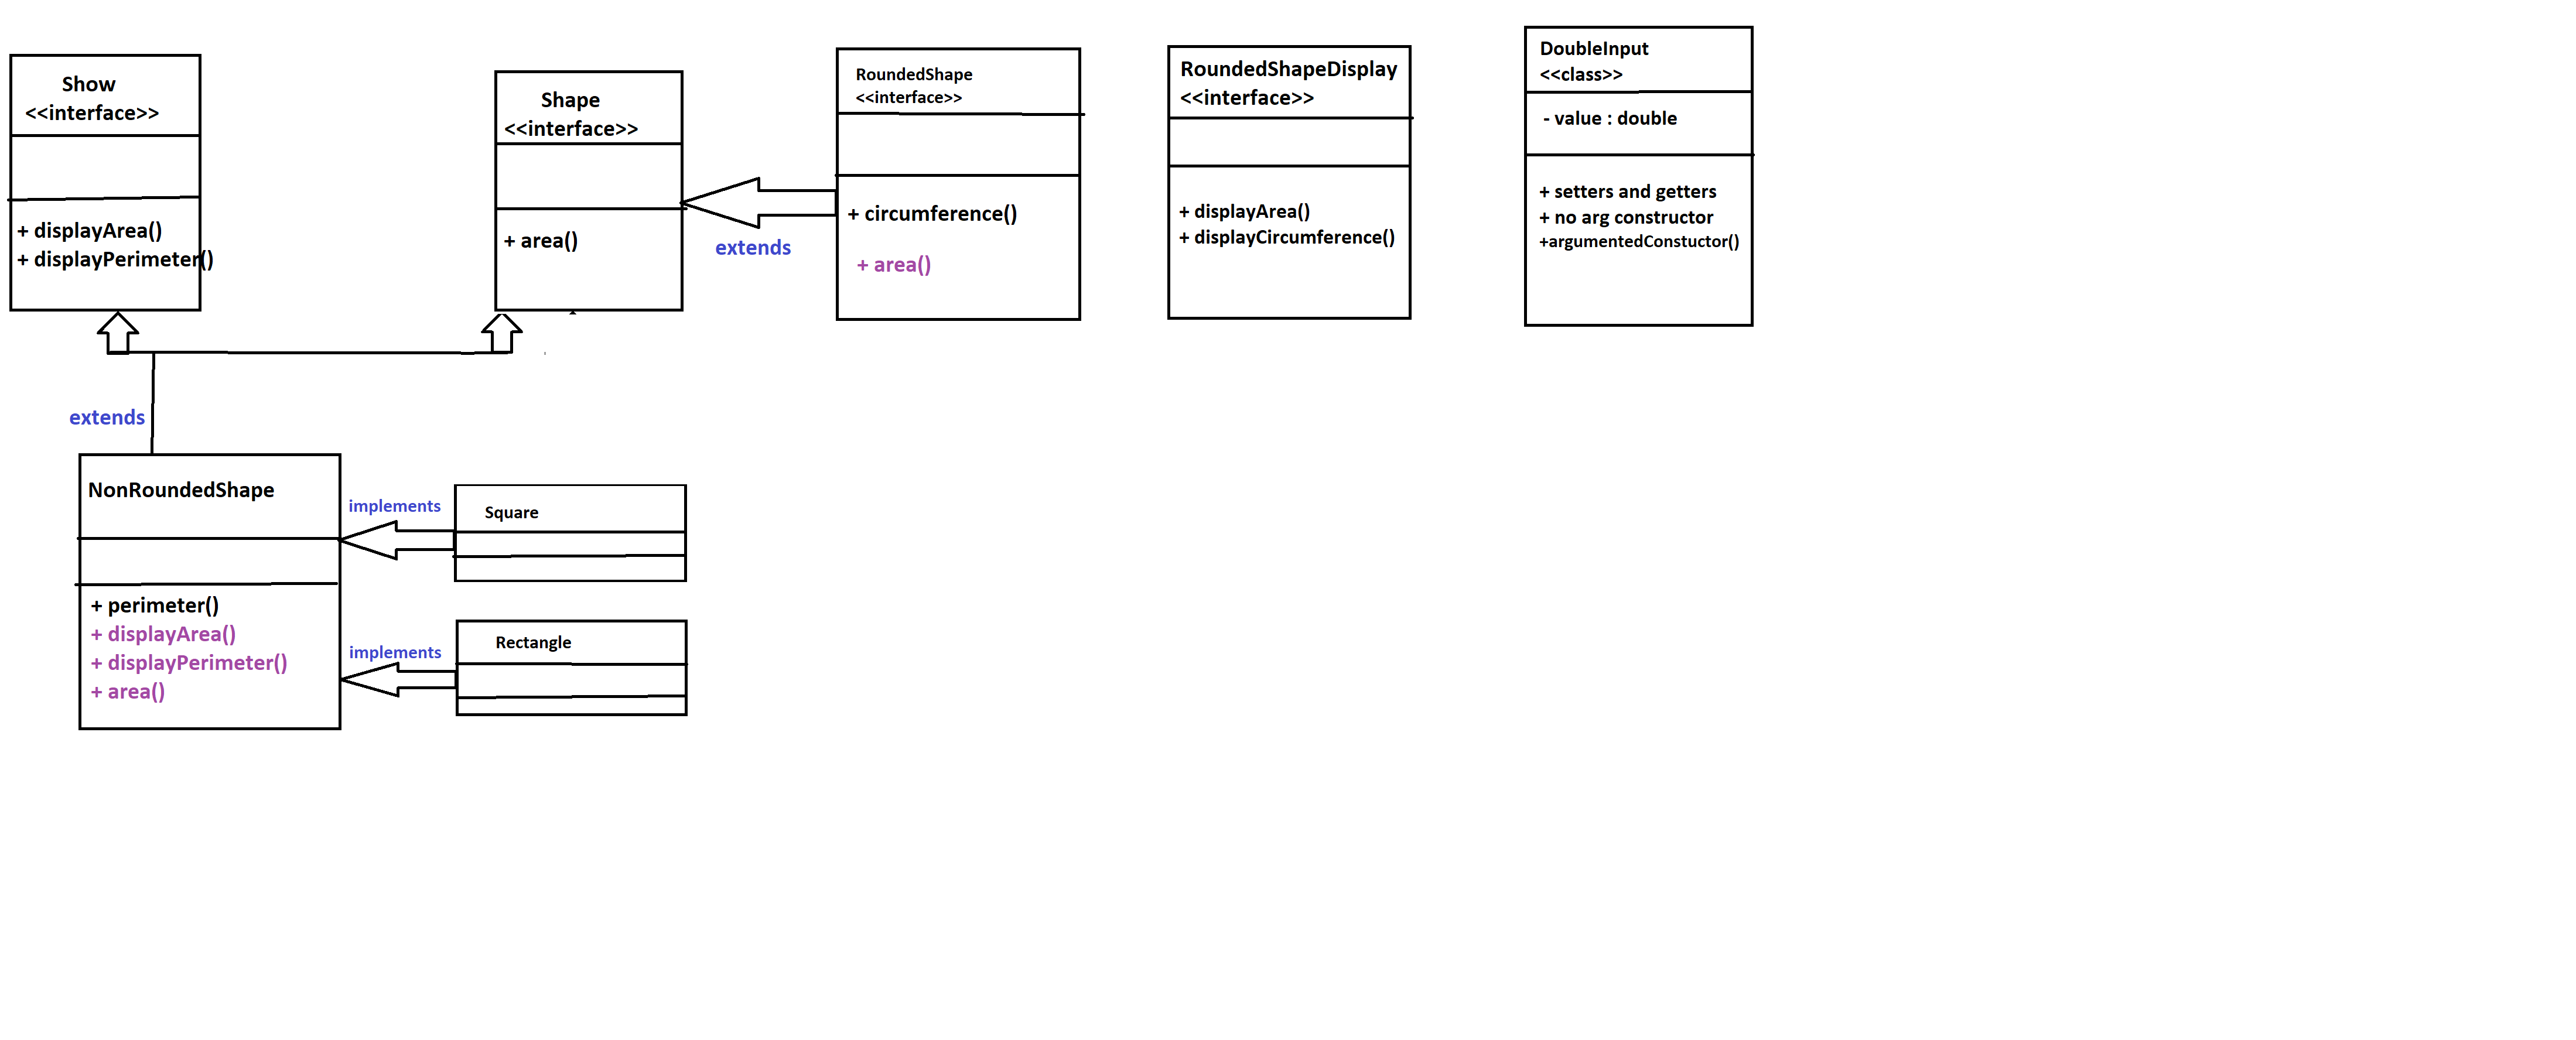 Show
<<interface>>
+ displayArea()
+ displayPerimeter()
Shape
<<interface>>
+ area()
extends
RoundedShape
<<interface>>
+ circumference()
+ area()
RoundedShapeDisplay
<<interface>>
+ displayArea()
+ displayCircumference()
DoubleInput
<<class>>
- value : double
+ setters and getters
+ no arg constructor
+argumentedConstuctor()
extends
NonRoundedShape
+ perimeter()
+ displayArea()
+ displayPerimeter()
+ area()
implements
Square
implements
Rectangle